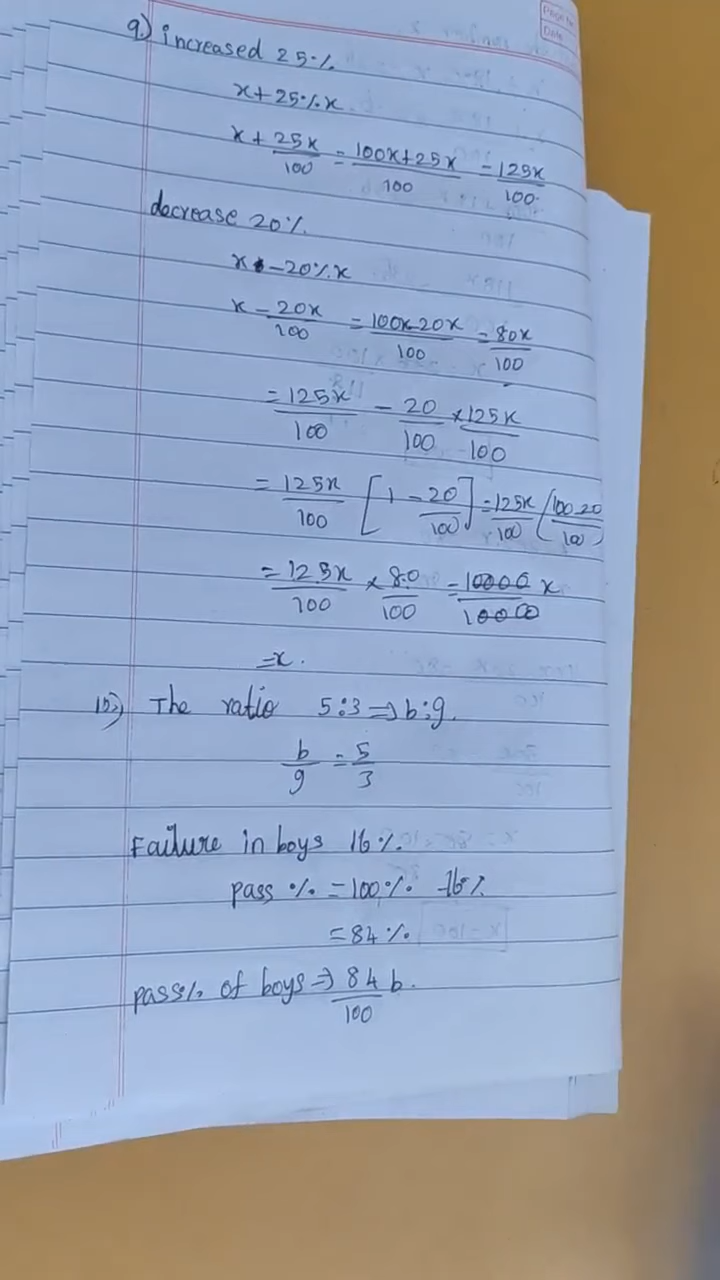 Page No
Date
9.) increased 25%
x+25%x
x + 25x/100 = 100x+25x/100 = 125x/100.
decrease 20%
x - 20%x
x - 20x/100 = 100x-20x/100 = 80x/100
= 125x/100 - 20/100 × 125x/100
= 125x/100 [1 - 20/100] = 125x/100 (100-20/100)
= 125x/100 × 80/100 = 10000/10000 x
= x.
10.) The ratio 5:3 ⇒ b:g.
b/g = 5/3
Failure in boys 16%.
pass % = 100% - 16%
= 84%.
pass% of boys ⇒ 84/100 b.